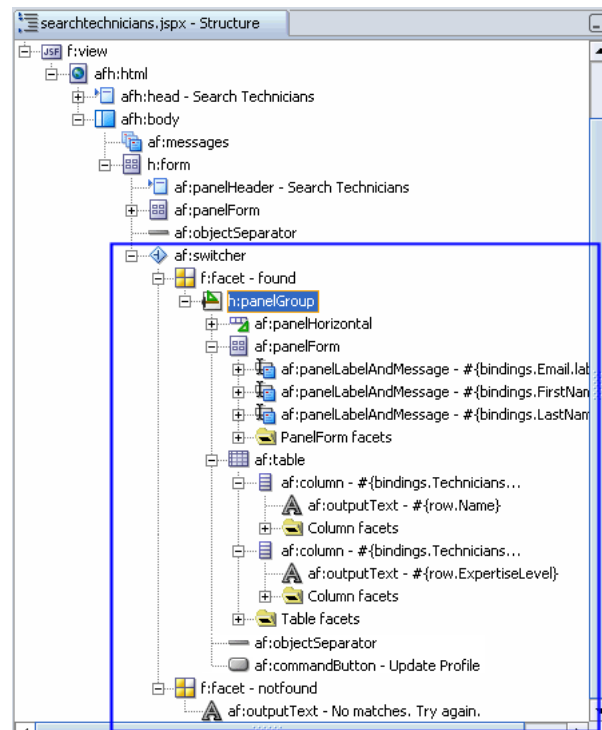 searchtechnicians.jspx - Structure
JSF f:view
afh:html
afh:head - Search Technicians
afh:body
af:messages
h:form
af:panelHeader - Search Technicians
af:panelForm
af:objectSeparator
af:switcher
f:facet - found
h:panelGroup
af:panelHorizontal
af:panelForm
af:panelLabelAndMessage - #{bindings.Email.lab
af:panelLabelAndMessage - #{bindings.FirstNam
af:panelLabelAndMessage - #{bindings.LastNam
PanelForm facets
af:table
af:column - #{bindings.Technicians...
af:outputText - #{row.Name}
Column facets
af:column - #{bindings.Technicians...
af:outputText - #{row.ExpertiseLevel}
Column facets
Table facets
af:objectSeparator
af:commandButton - Update Profile
f:facet - notfound
af:outputText - No matches. Try again.